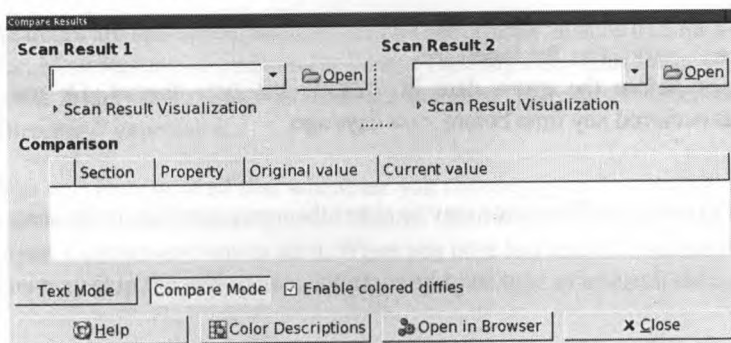 Compare Results
Scan Result 1
Scan Result 2
Open
Open
Scan Result Visualization
Scan Result Visualization
Comparison
Section Property Original value Current value
Text Mode Compare Mode Enable colored diffies
Help Color Descriptions Open in Browser Close